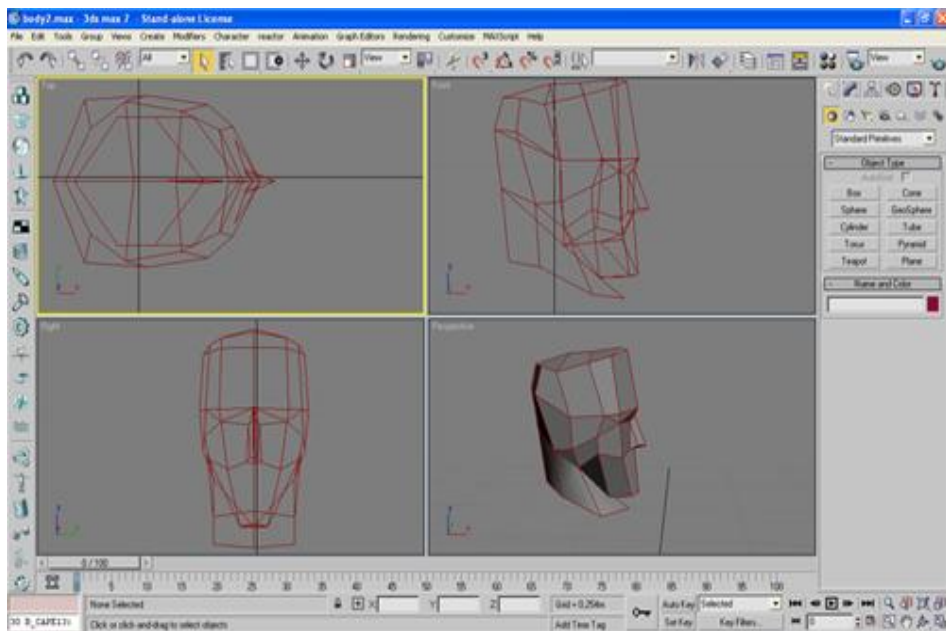 body2.max - 3ds max 7 - Stand-alone License
File Edit Tools Group Views Create Modifiers Character reactor Animation Graph Editors Rendering Customize MAXScript Help
All
View
View
Top
Front
Standard Primitives
Object Type
AutoGrid
Box Cone
Sphere GeoSphere
Cylinder Tube
Torus Pyramid
Teapot Plane
Name and Color
Right
Perspective
0 / 100
5 10 15 20 25 30 35 40 45 50 55 60 65 70 75 80 85 90 95 100
None Selected X: Y: Z: Grid = 0.254m Auto Key Selected
Click or click-and-drag to select objects Add Time Tag Set Key Key Filters... 0